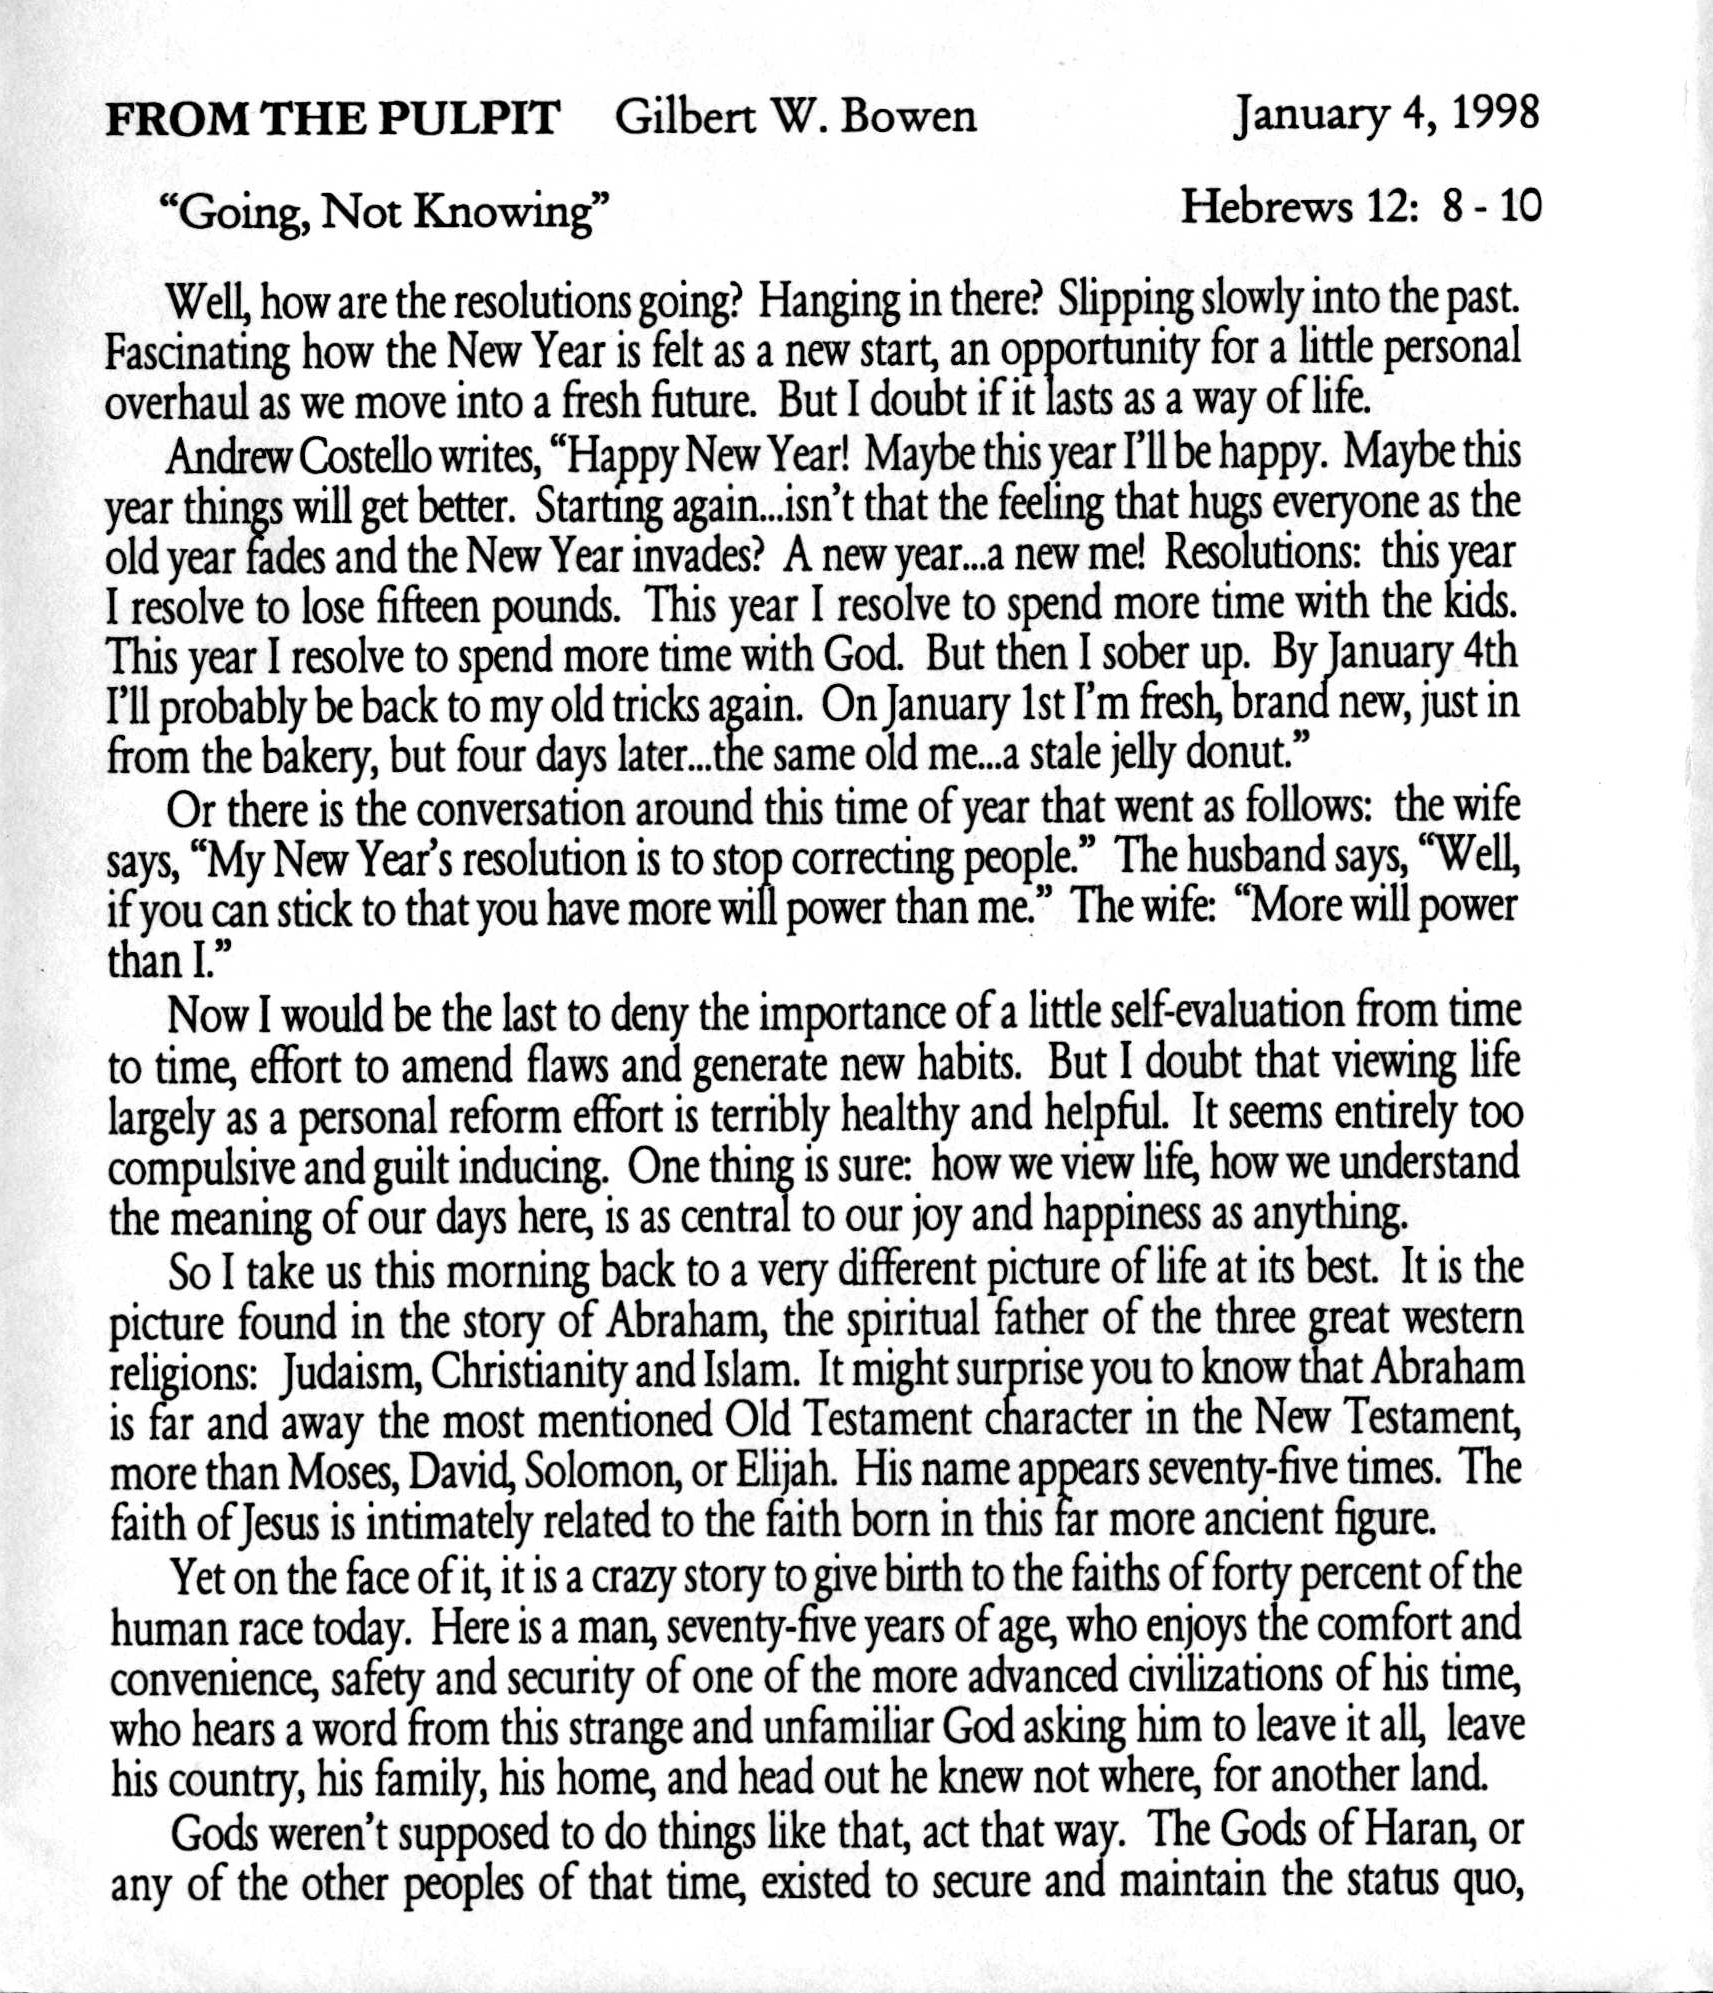 FROM THE PULPIT Gilbert W. Bowen January 4, 1998
“Going, Not Knowing” Hebrews 12: 8 - 10
Well, how are the resolutions going? Hanging in there? Slipping slowly into the past.
Fascinating how the New Year is felt as a new start, an opportunity for a little personal
overhaul as we move into a fresh future. But I doubt if it lasts as a way of life.
Andrew Costello writes, “Happy New Year! Maybe this year I’ll be happy. Maybe this
year things will get better. Starting again...isn’t that the feeling that hugs everyone as the
old year fades and the New Year invades? A new year...a new me! Resolutions: this year
I resolve to lose fifteen pounds. This year I resolve to spend more time with the kids.
This year I resolve to spend more time with God. But then I sober up. By January 4th
I’ll probably be back to my old tricks again. On January 1st I’m fresh, brand new, just in
from the bakery, but four days later...the same old me...a stale jelly donut.”
Or there is the conversation around this time of year that went as follows: the wife
says, “My New Year’s resolution is to stop correcting people.” The husband says, “Well,
if you can stick to that you have more will power than me.” The wife: “More will power
than I.”
Now I would be the last to deny the importance of a little self-evaluation from time
to time, effort to amend flaws and generate new habits. But I doubt that viewing life
largely as a personal reform effort is terribly healthy and helpful. It seems entirely too
compulsive and guilt inducing. One thing is sure: how we view life, how we understand
the meaning of our days here, is as central to our joy and happiness as anything.
So I take us this morning back to a very different picture of life at its best. It is the
picture found in the story of Abraham, the spiritual father of the three great western
religions: Judaism, Christianity and Islam. It might surprise you to know that Abraham
is far and away the most mentioned Old Testament character in the New Testament,
more than Moses, David, Solomon, or Elijah. His name appears seventy-five times. The
faith of Jesus is intimately related to the faith born in this far more ancient figure.
Yet on the face of it, it is a crazy story to give birth to the faiths of forty percent of the
human race today. Here is a man, seventy-five years of age, who enjoys the comfort and
convenience, safety and security of one of the more advanced civilizations of his time,
who hears a word from this strange and unfamiliar God asking him to leave it all, leave
his country, his family, his home, and head out he knew not where, for another land.
Gods weren’t supposed to do things like that, act that way. The Gods of Haran, or
any of the other peoples of that time, existed to secure and maintain the status quo,